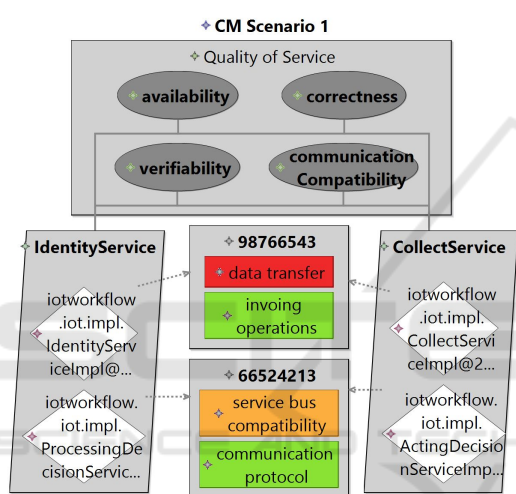 CM Scenario 1
Quality of Service
availability
correctness
verifiability
communication
Compatibility
IdentityService
iotworkflow
.iot.impl.
IdentityServ
iceImpl@...
iotworkflow.
iot.impl.
ProcessingDe
cisionServic...
98766543
data transfer
invoing
operations
66524213
service bus
compatibility
communication
protocol
CollectService
iotworkflow
.iot.impl.
CollectServi
ceImpl@2...
iotworkflow.
iot.impl.
ActingDecisio
nServiceImp...